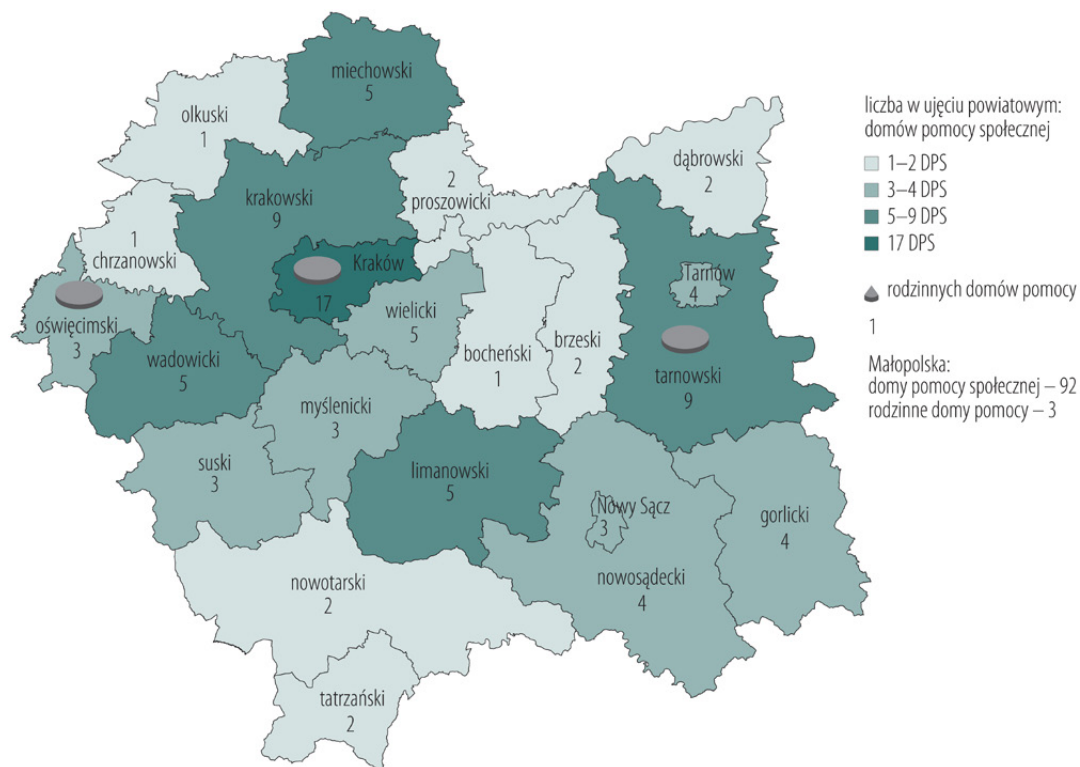 miechowski
5
olkuski
1
dąbrowski
2
2
proszowicki
krakowski
9
1
chrzanowski
Kraków
17
Tarnów
4
oświęcimski
3
wielicki
5
bocheński
1
brzeski
2
wadowicki
5
tarnowski
9
myślenicki
3
suski
3
limanowski
5
Nowy Sącz
3
gorlicki
4
nowosądecki
4
nowotarski
2
tatrzański
2
liczba w ujęciu powiatowym:
domów pomocy społecznej
1–2 DPS
3–4 DPS
5–9 DPS
17 DPS
rodzinnych domów pomocy
1
Małopolska:
domy pomocy społecznej – 92
rodzinne domy pomocy – 3